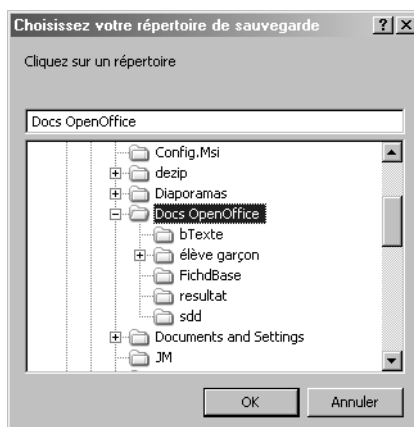 Choisissez votre répertoire de sauvegarde
Cliquez sur un répertoire
Docs OpenOffice
Config.Msi
dezip
Diaporamas
Docs OpenOffice
bTexte
élève garçon
FichdBase
resultat
sdd
Documents and Settings
JM
OK Annuler